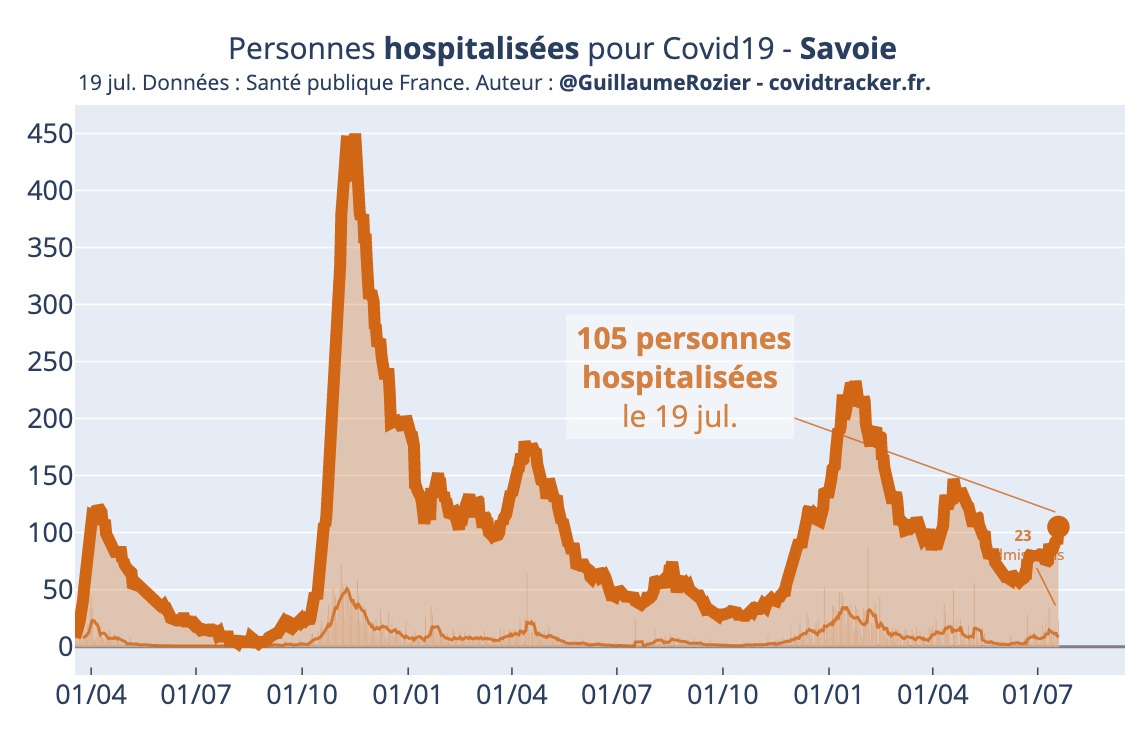 Personnes hospitalisées pour Covid19 - Savoie
19 jul. Données : Santé publique France. Auteur : @GuillaumeRozier - covidtracker.fr.
450
400
350
300
250
200
150
100
50
0
105 personnes
hospitalisées
le 19 jul.
23
01/04 01/07 01/10 01/01 01/04 01/07 01/10 01/01 01/04 01/07